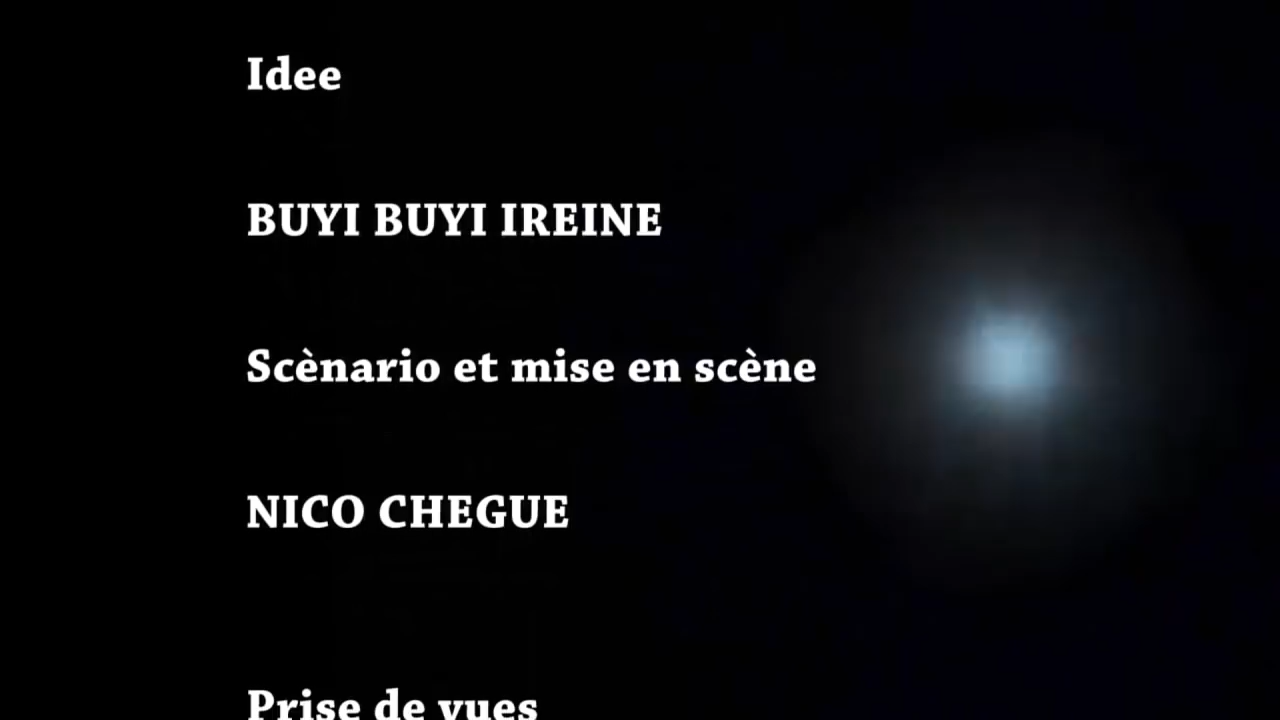 Idee
BUYI BUYI IREINE
Scènario et mise en scène
NICO CHEGUE
Prise de vues